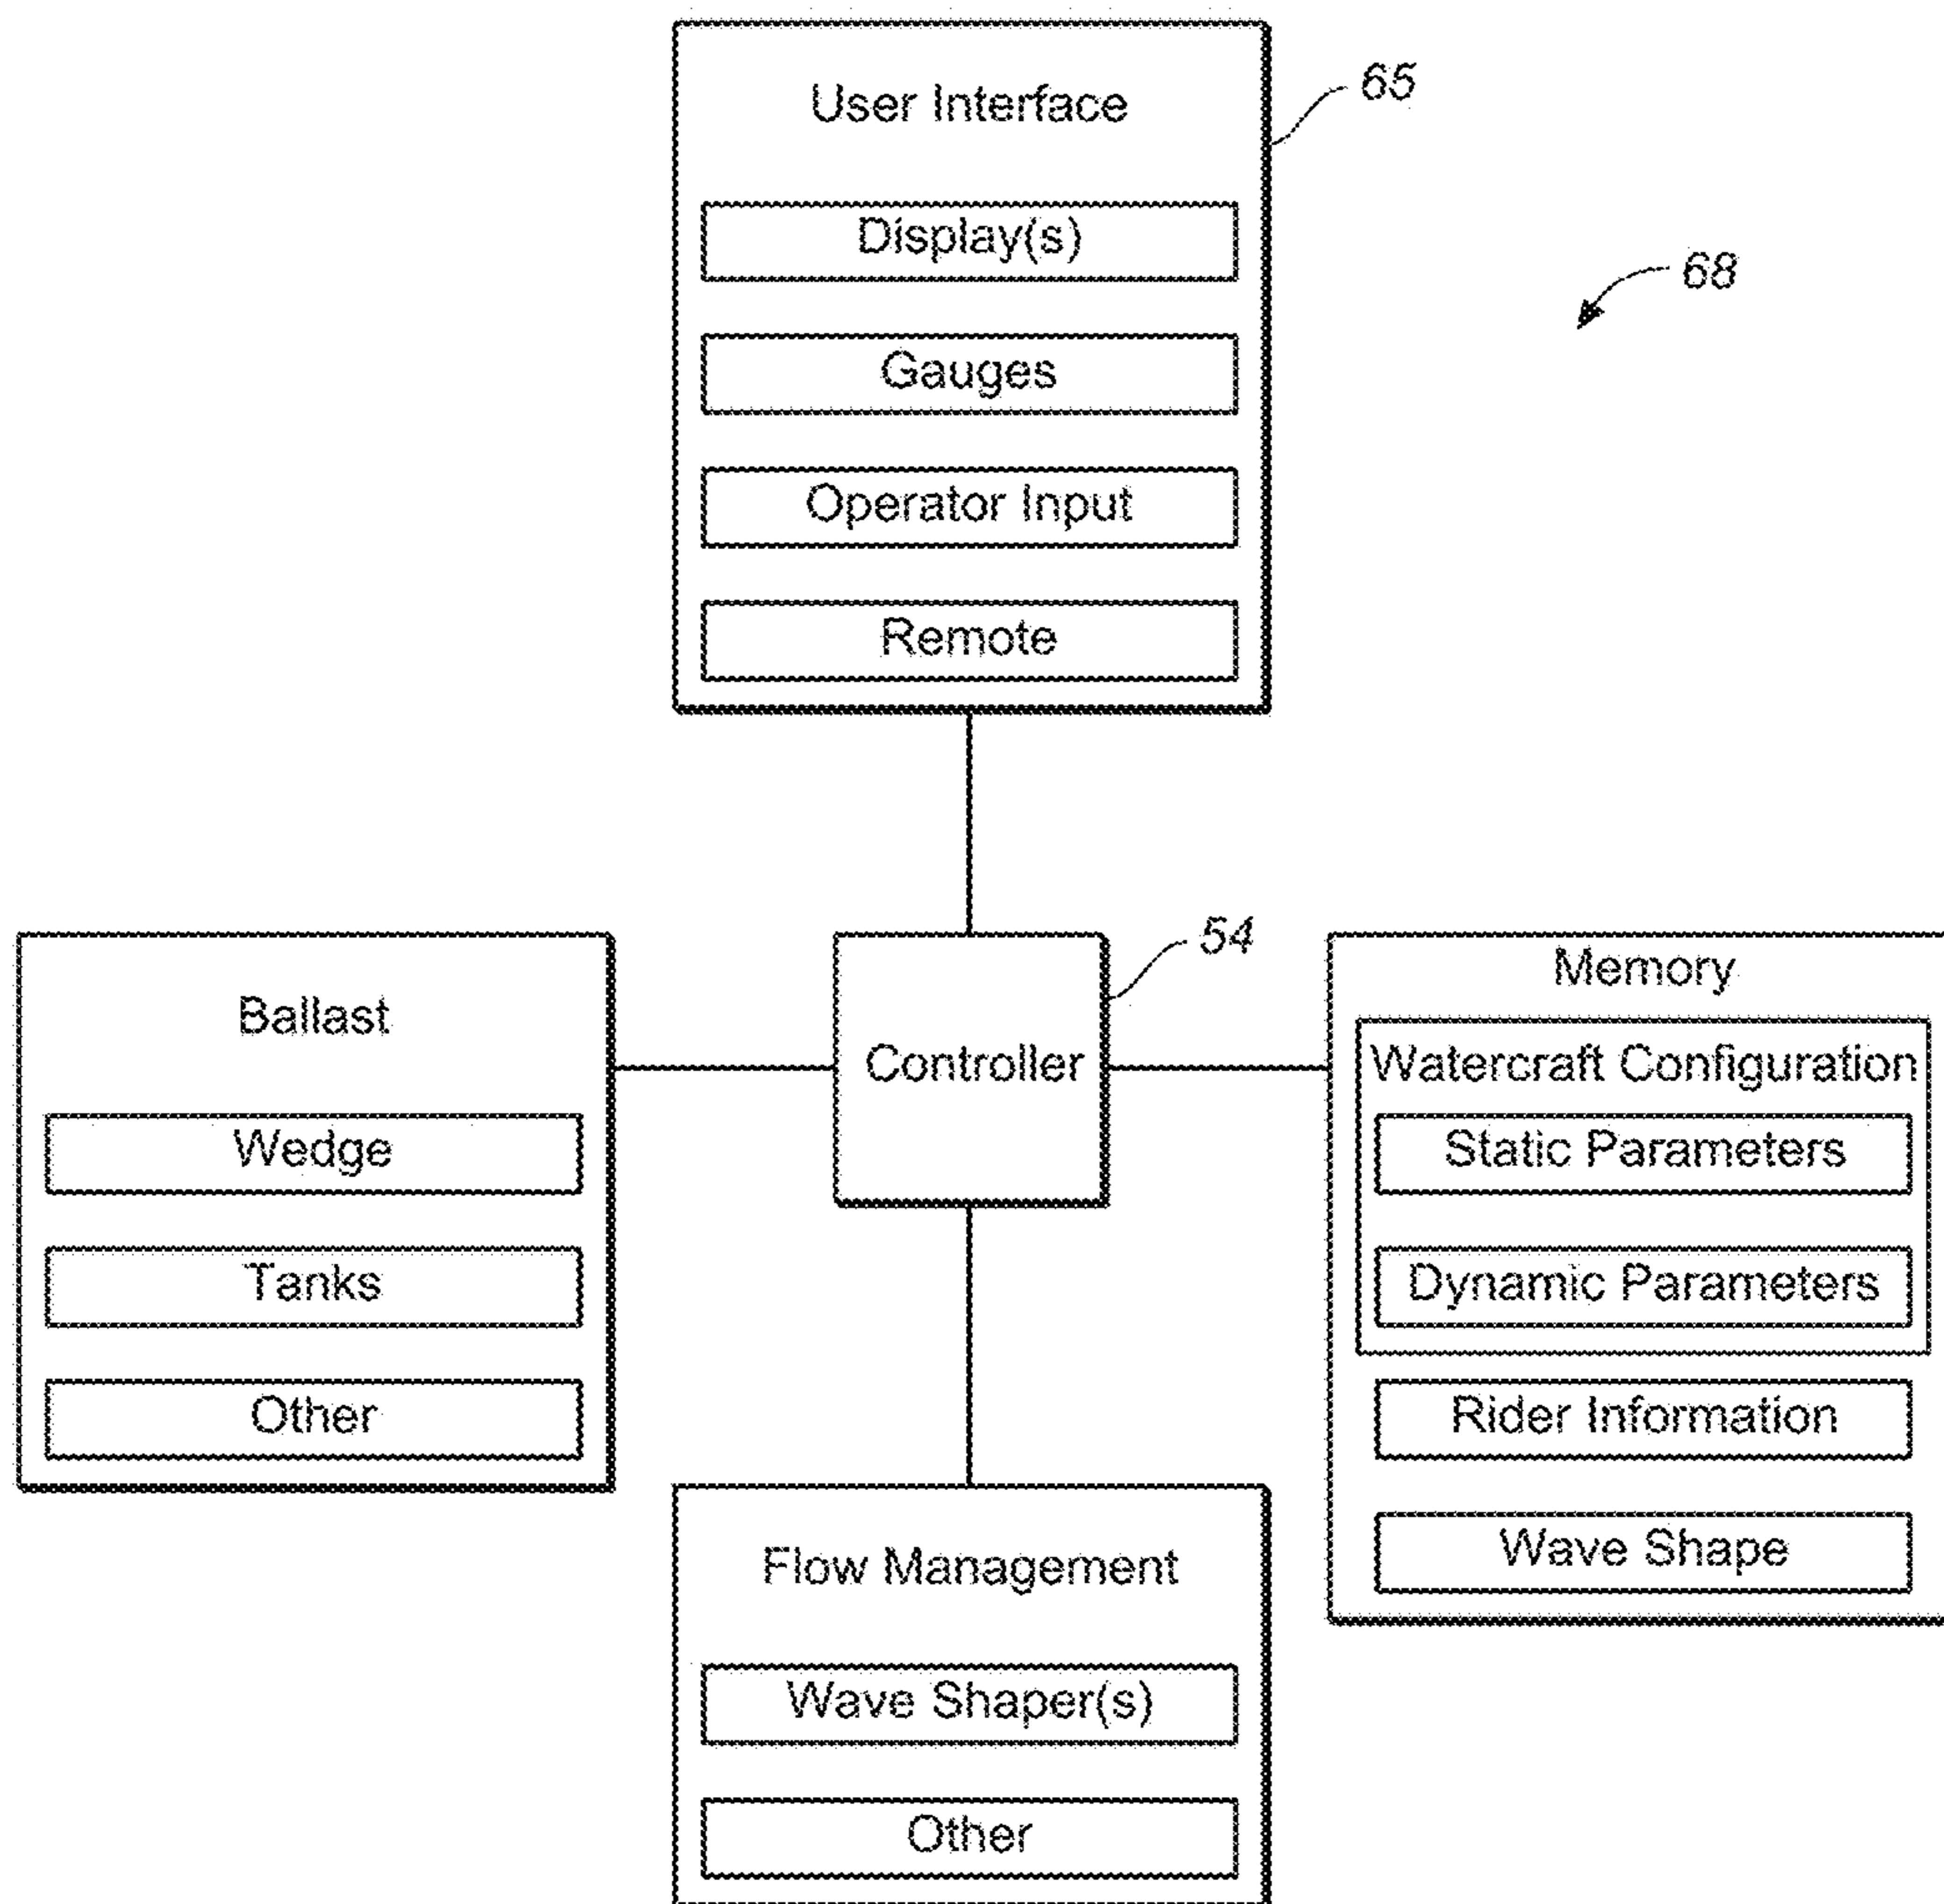 User Interface
65
Display(s)
68
Gauges
Operator Input
Remote
Ballast
Wedge
Tanks
Other
54
Controller
Memory
Watercraft Configuration
Static Parameters
Dynamic Parameters
Rider Information
Wave Shape
Flow Management
Wave Shaper(s)
Other